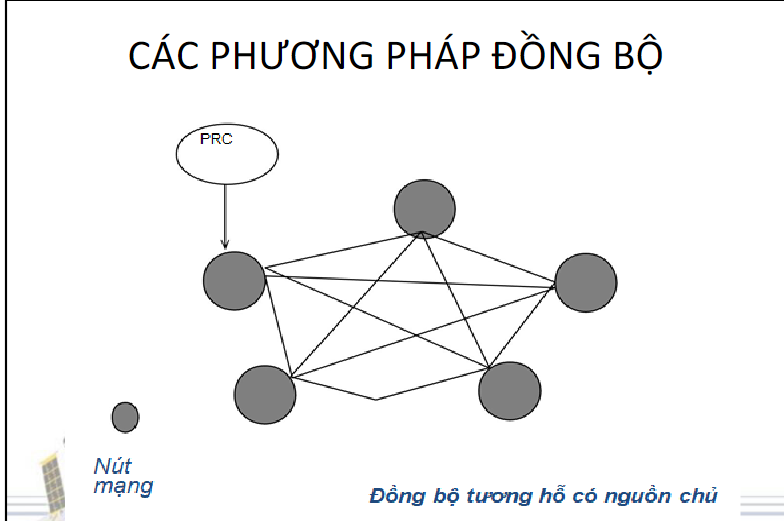 CÁC PHƯƠNG PHÁP ĐỒNG BỘ
PRC
Nút
mạng
Đồng bộ tương hỗ có nguồn chủ